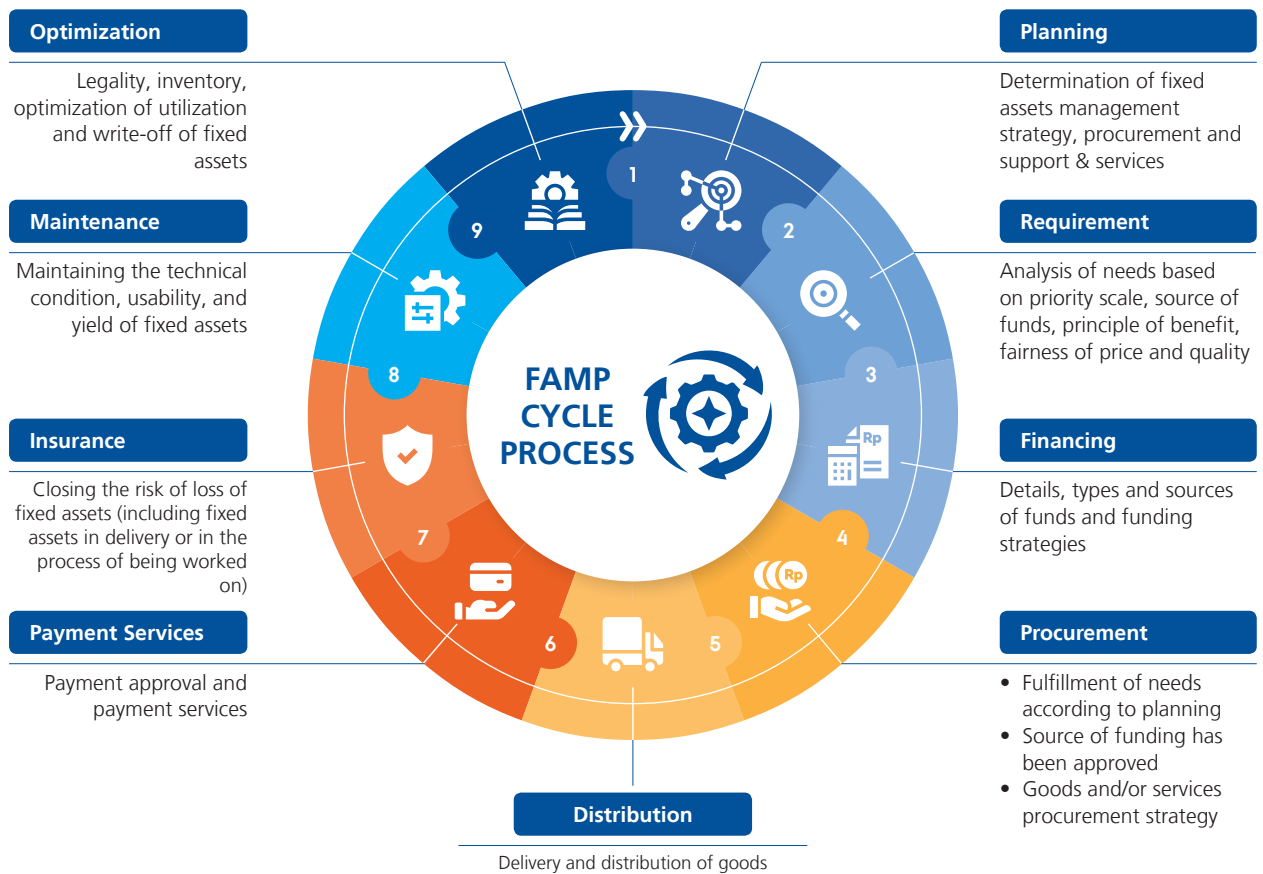 Optimization
Legality, inventory,
optimization of utilization
and write-off of fixed
assets
Maintenance
Maintaining the technical
condition, usability, and
yield of fixed assets
Insurance
Closing the risk of loss of
fixed assets (including fixed
assets in delivery or in the
process of being worked
on)
Payment Services
Payment approval and
payment services
Planning
Determination of fixed
assets management
strategy, procurement and
support & services
Requirement
Analysis of needs based
on priority scale, source of
funds, principle of benefit,
fairness of price and quality
Financing
Details, types and sources
of funds and funding
strategies
Procurement
• Fulfillment of needs
according to planning
• Source of funding has
been approved
• Goods and/or services
procurement strategy
Distribution
Delivery and distribution of goods
FAMP
CYCLE
PROCESS
1
2
3
Rp
4
Rp
5
6
7
8
9